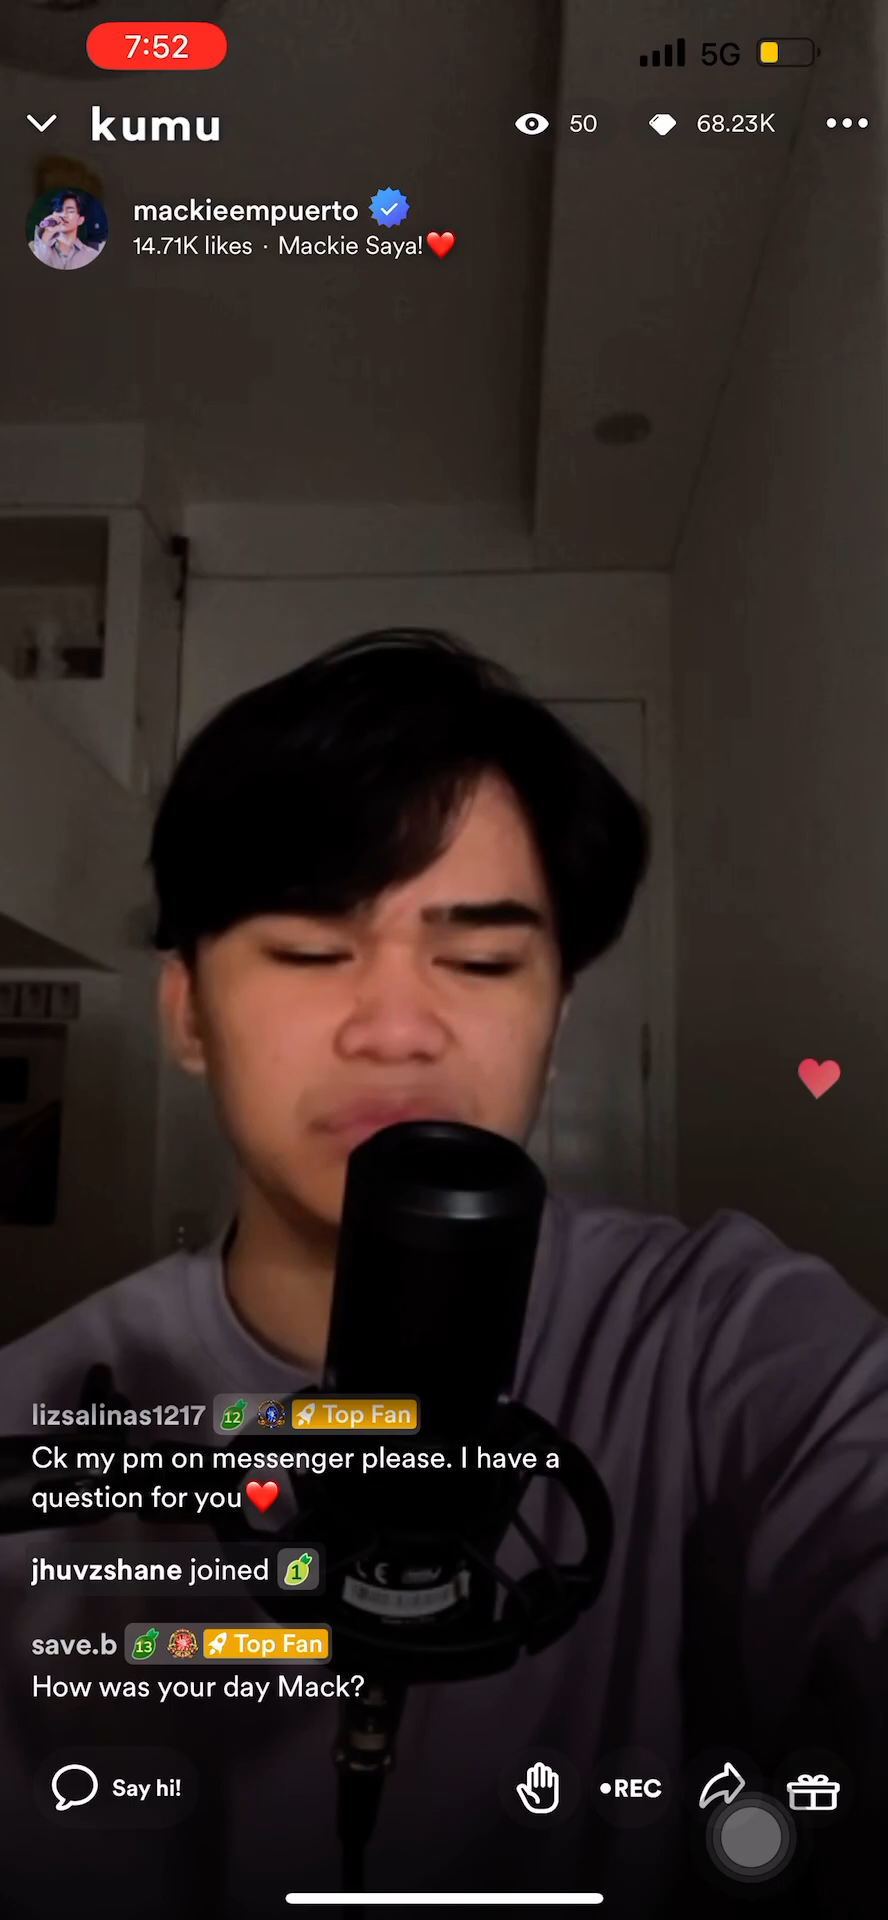 7:52
5G
kumu
50
68.23K
mackieempuerto
14.71K likes · Mackie Saya!❤️
lizsalinas1217 12 Top Fan
Ck my pm on messenger please. I have a
question for you❤️
jhuvzshane joined 1
save.b 13 Top Fan
How was your day Mack?
Say hi!
•REC